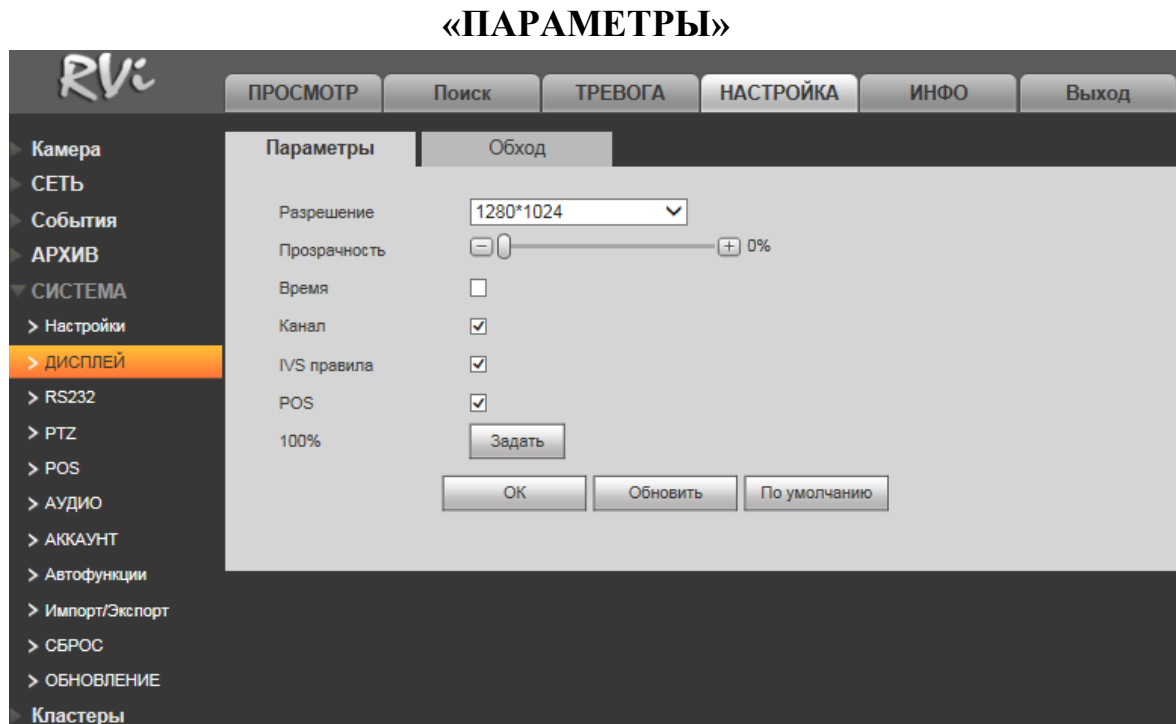 «ПАРАМЕТРЫ»
RVi
ПРОСМОТР Поиск ТРЕВОГА НАСТРОЙКА ИНФО Выход
Камера
СЕТЬ
События
АРХИВ
СИСТЕМА
> Настройки
> ДИСПЛЕЙ
> RS232
> PTZ
> POS
> АУДИО
> АККАУНТ
> Автофункции
> Импорт/Экспорт
> СБРОС
> ОБНОВЛЕНИЕ
Кластеры
Параметры Обход
Разрешение 1280*1024
Прозрачность 0%
Время
Канал
IVS правила
POS
100% Задать
ОК Обновить По умолчанию